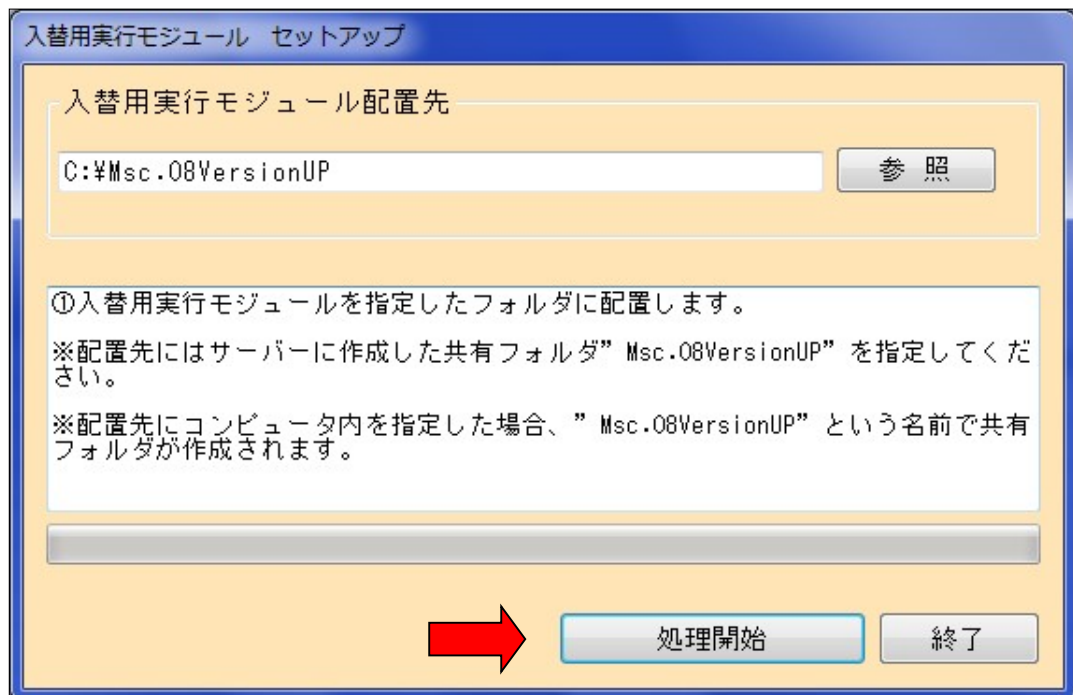 入替用実行モジュール　セットアップ
入替用実行モジュール配置先
C:¥Msc.08VersionUP
参 照
①入替用実行モジュールを指定したフォルダに配置します。
※配置先にはサーバーに作成した共有フォルダ”Msc.08VersionUP”を指定してくだ
さい。
※配置先にコンピュータ内を指定した場合、”Msc.08VersionUP”という名前で共有
フォルダが作成されます。
処理開始
終了